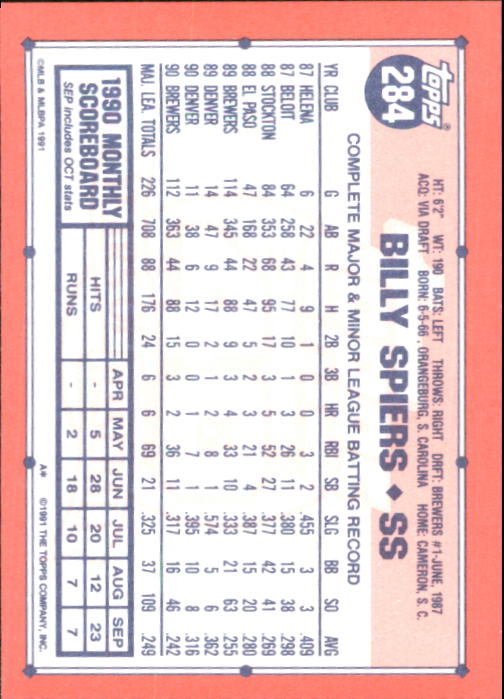 topps®
284
HT: 6'2" WT: 190 BATS: LEFT THROWS: RIGHT DRFT: BREWERS #1-JUNE, 1987
ACQ: VIA DRAFT BORN: 6-5-66, ORANGEBURG, S. CAROLINA HOME: CAMERON, S. C.
BILLY SPIERS ♦ SS
COMPLETE MAJOR & MINOR LEAGUE BATTING RECORD
YR CLUB G AB R H 2B 3B HR RBI SB SLG BB SO AVG
87 HELENA 6 22 4 9 1 0 0 3 2 .455 3 3 .409
87 BELOIT 64 258 43 77 10 1 3 26 11 .380 15 38 .298
88 STOCKTON 84 353 68 95 17 3 5 52 27 .377 42 41 .269
88 EL PASO 47 168 22 47 5 2 3 21 4 .387 15 20 .280
89 BREWERS 114 345 44 88 9 3 4 33 10 .333 21 63 .255
89 DENVER 14 47 9 17 2 1 2 8 1 .574 5 6 .362
90 DENVER 11 38 6 12 0 0 1 7 1 .395 10 8 .316
90 BREWERS 112 363 44 88 15 3 2 36 11 .317 16 46 .242
MAJ. LEA. TOTALS 226 708 88 176 24 6 6 69 21 .325 37 109 .249
1990 MONTHLY
SCOREBOARD
SEP includes OCT stats
APR MAY JUN JUL AUG SEP
HITS - 5 28 20 12 23
RUNS - 2 18 10 7 7
©MLB & MLBPA 1991 A* ©1991 THE TOPPS COMPANY, INC.